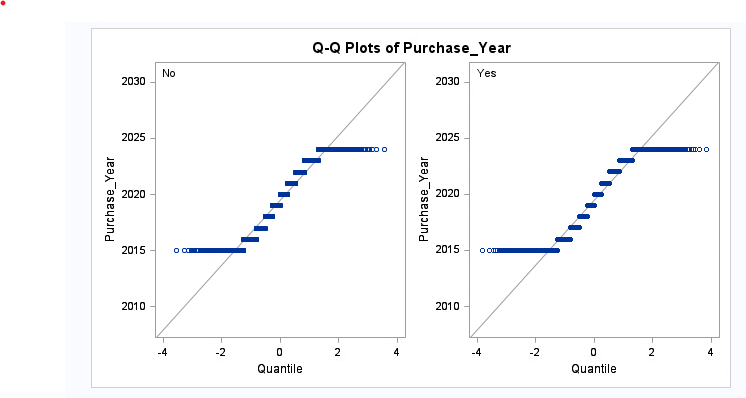 Q-Q Plots of Purchase_Year
No
Purchase_Year
2030
2025
2020
2015
2010
-4 -2 0 2 4
Quantile
Yes
Purchase_Year
2030
2025
2020
2015
2010
-4 -2 0 2 4
Quantile